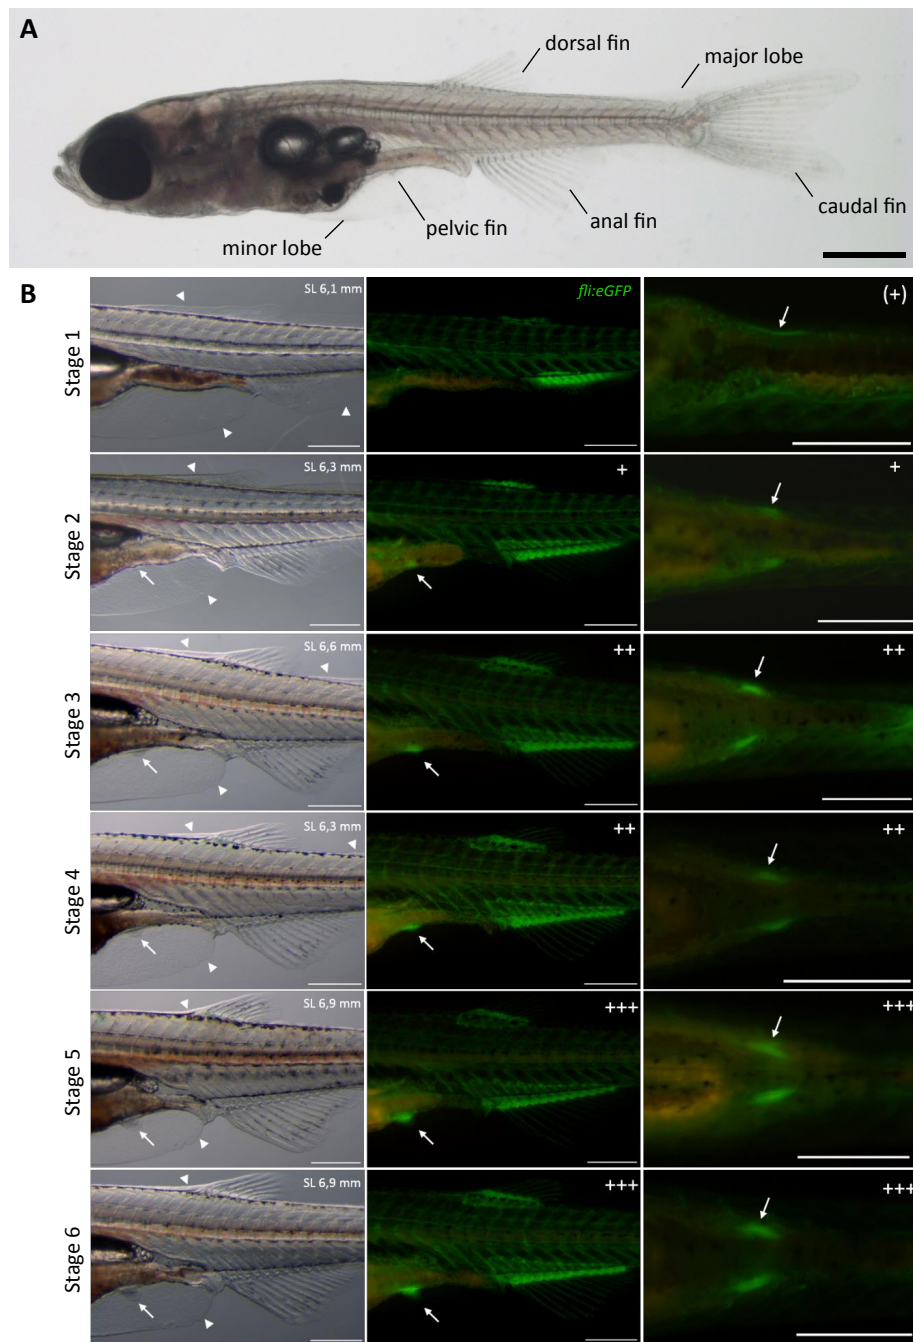 A
dorsal fin
major lobe
minor lobe
pelvic fin
anal fin
caudal fin
B
Stage 1
SL 6,1 mm
fli:eGFP
(+)
Stage 2
SL 6,3 mm
+
+
Stage 3
SL 6,6 mm
++
++
Stage 4
SL 6,3 mm
++
++
Stage 5
SL 6,9 mm
+++
+++
Stage 6
SL 6,9 mm
+++
+++